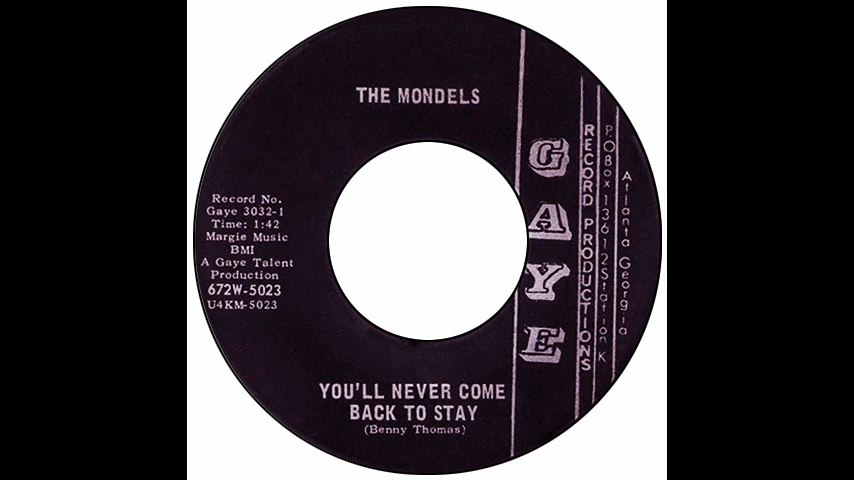 THE MONDELS
Record No.
Gaye 3032-1
Time: 1:42
Margie Music
BMI
A Gaye Talent
Production
672W-5023
U4KM-5023
GAYE
RECORD PRODUCTIONS
P.O Box 13612 Station K
Atlanta Georgia
YOU'LL NEVER COME
BACK TO STAY
(Benny Thomas)